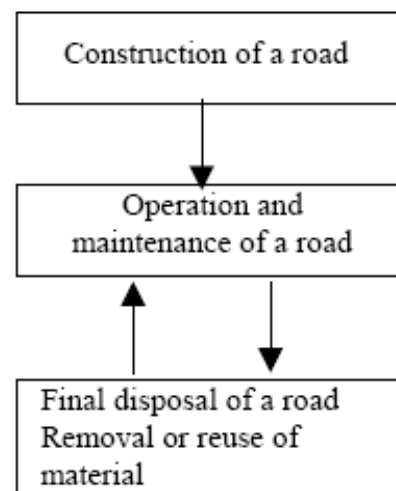 Construction of a road
Operation and
maintenance of a road
Final disposal of a road
Removal or reuse of
material